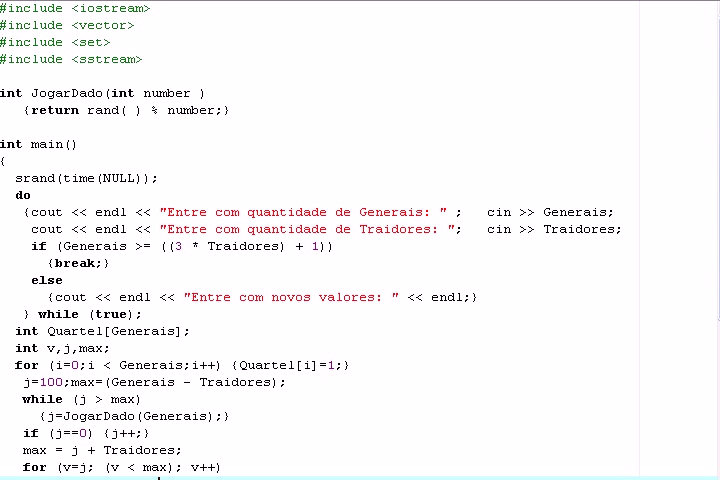 #include <iostream>
#include <vector>
#include <set>
#include <sstream>
int JogarDado(int number )
{return rand( ) % number;}
int main()
{
srand(time(NULL));
do
{cout << endl << "Entre com quantidade de Generais: " ;   cin >> Generais;
cout << endl << "Entre com quantidade de Traidores: ";   cin >> Traidores;
if (Generais >= ((3 * Traidores) + 1))
{break;}
else
{cout << endl << "Entre com novos valores: " << endl;}
} while (true);
int Quartel[Generais];
int v,j,max;
for (i=0;i < Generais;i++) {Quartel[i]=1;}
j=100;max=(Generais - Traidores);
while (j > max)
{j=JogarDado(Generais);}
if (j==0) {j++;}
max = j + Traidores;
for (v=j; (v < max); v++)